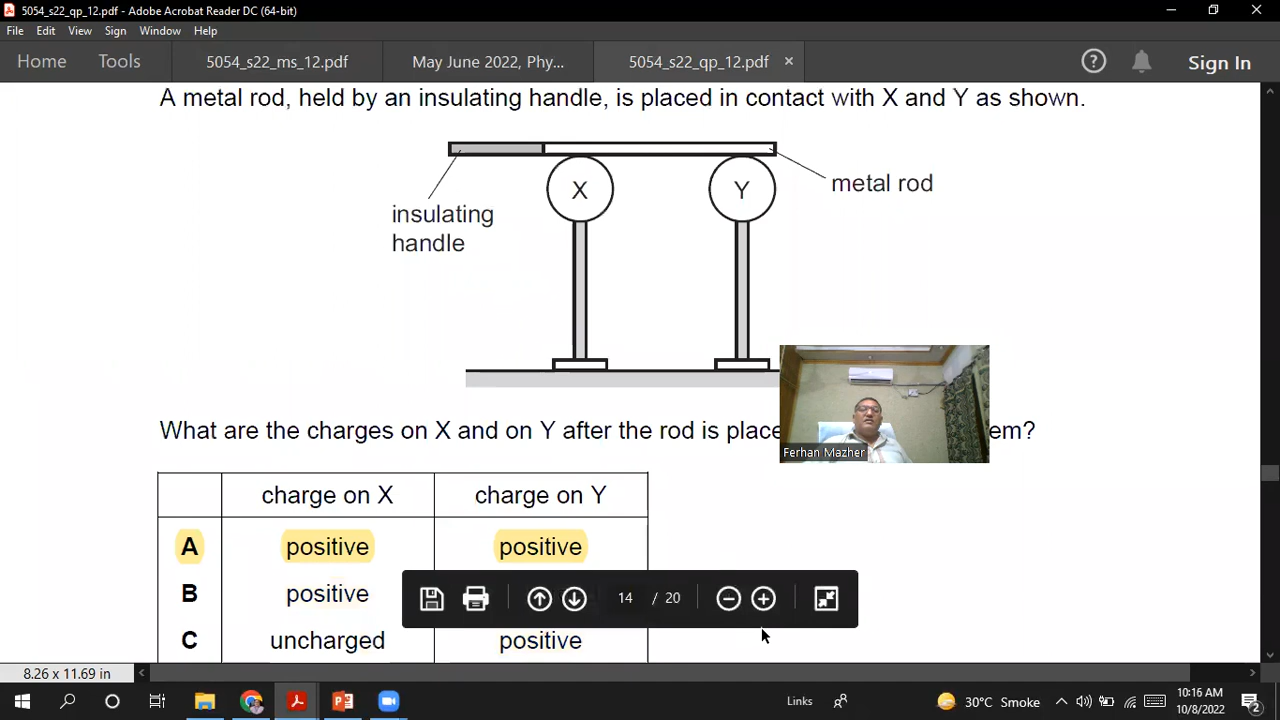 5054_s22_qp_12.pdf - Adobe Acrobat Reader DC (64-bit)
File Edit View Sign Window Help
Home Tools 5054_s22_ms_12.pdf May June 2022, Phy... 5054_s22_qp_12.pdf × ? Sign In
A metal rod, held by an insulating handle, is placed in contact with X and Y as shown.
X Y
metal rod
insulating
handle
What are the charges on X and on Y after the rod is place em?
Ferhan Mazher
charge on X charge on Y
A positive positive
B positive
14 / 20
C uncharged positive
8.26 x 11.69 in
Links 30°C Smoke 10:16 AM
10/8/2022
2